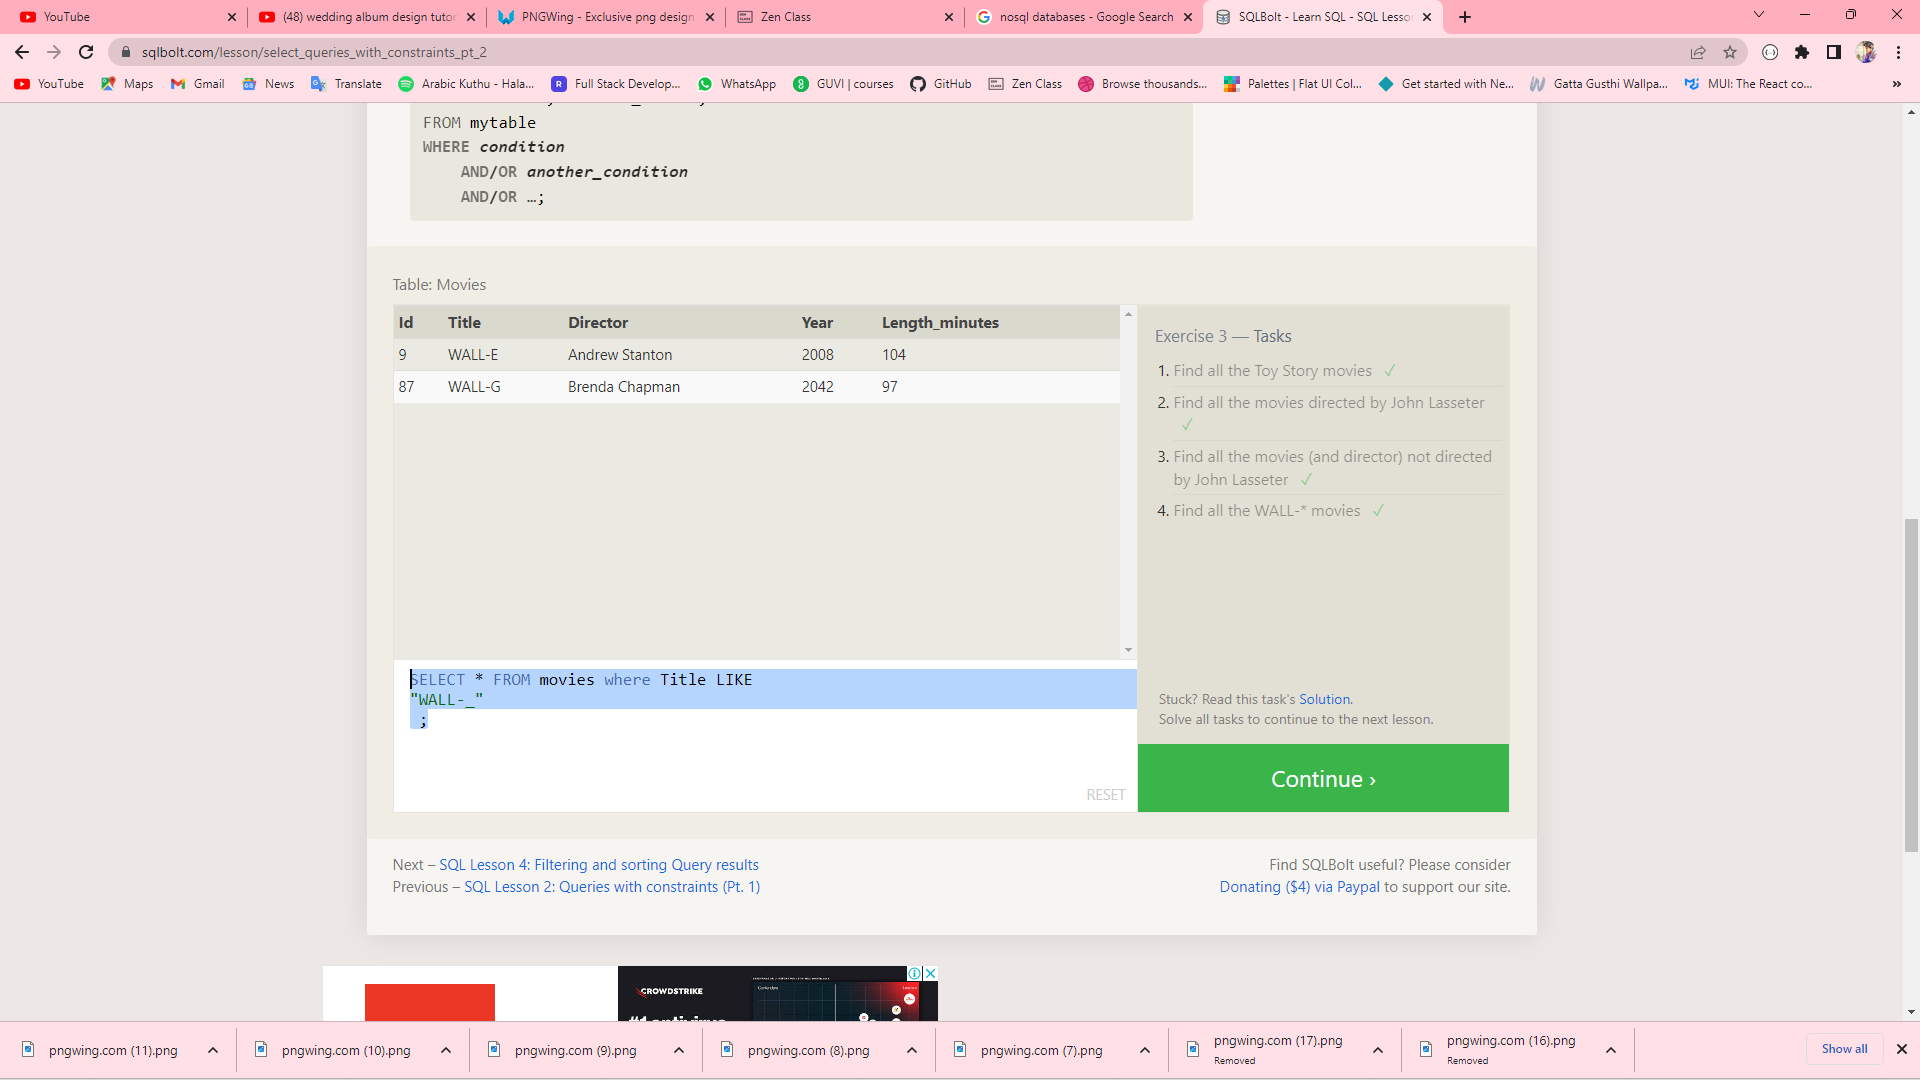 YouTube
(48) wedding album design tutor
PNGWing - Exclusive png design
Zen Class
nosql databases - Google Search
SQLBolt - Learn SQL - SQL Lesso
sqlbolt.com/lesson/select_queries_with_constraints_pt_2
YouTube
Maps
Gmail
News
Translate
Arabic Kuthu - Hala...
Full Stack Develop...
WhatsApp
GUVI | courses
GitHub
Zen Class
Browse thousands...
Palettes | Flat UI Col...
Get started with Ne...
Gatta Gusthi Wallpa...
MUI: The React co...
»
FROM mytable
WHERE condition
AND/OR another_condition
AND/OR …;
Table: Movies
Id Title Director Year Length_minutes
9 WALL-E Andrew Stanton 2008 104
87 WALL-G Brenda Chapman 2042 97
Exercise 3 — Tasks
1. Find all the Toy Story movies ✓
2. Find all the movies directed by John Lasseter
✓
3. Find all the movies (and director) not directed
by John Lasseter ✓
4. Find all the WALL-* movies ✓
SELECT * FROM movies where Title LIKE
"WALL-_"
;
RESET
Stuck? Read this task's Solution.
Solve all tasks to continue to the next lesson.
Continue ›
Next – SQL Lesson 4: Filtering and sorting Query results
Previous – SQL Lesson 2: Queries with constraints (Pt. 1)
Find SQLBolt useful? Please consider
Donating ($4) via Paypal to support our site.
CROWDSTRIKE
pngwing.com (11).png
pngwing.com (10).png
pngwing.com (9).png
pngwing.com (8).png
pngwing.com (7).png
pngwing.com (17).png
Removed
pngwing.com (16).png
Removed
Show all